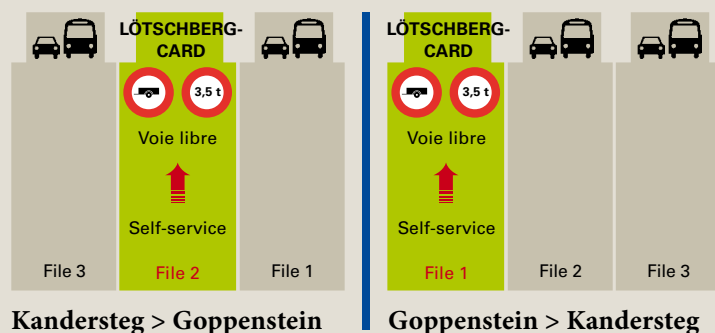 LÖTSCHBERG-
CARD
3,5 t
Voie libre
Self-service
File 3
File 2
File 1
Kandersteg > Goppenstein
LÖTSCHBERG-
CARD
3,5 t
Voie libre
Self-service
File 1
File 2
File 3
Goppenstein > Kandersteg